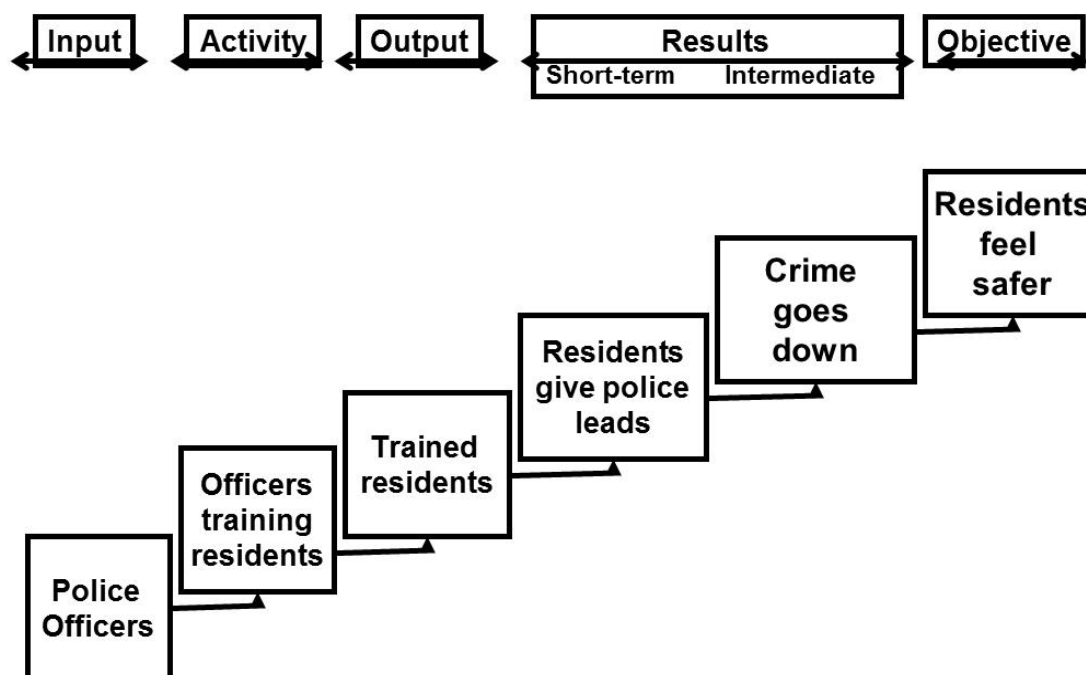 Input
Activity
Output
Results
Short-term Intermediate
Objective
Residents
feel
safer
Crime
goes
down
Residents
give police
leads
Trained
residents
Officers
training
residents
Police
Officers